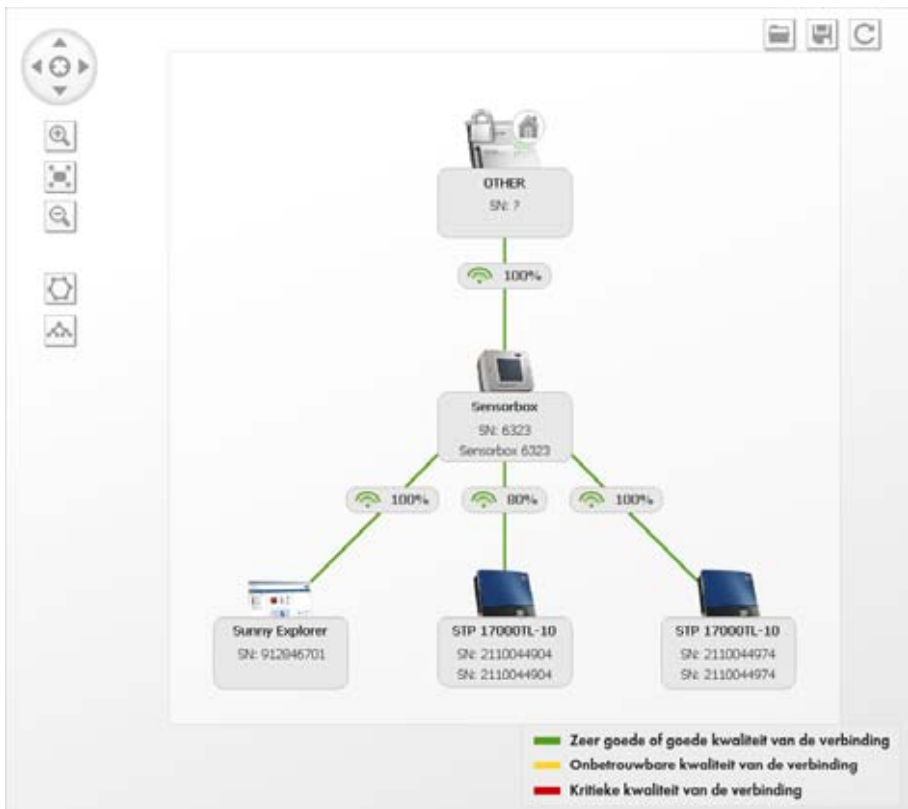 OTHER
SN: ?
100%
Sensorbox
SN: 6323
Sensorbox 6323
100%
80%
100%
Sunny Explorer
SN: 912846701
STP 17000TL-10
SN: 2110044904
SN: 2110044904
STP 17000TL-10
SN: 2110044974
SN: 2110044974
Zeer goede of goede kwaliteit van de verbinding
Onbetrouwbare kwaliteit van de verbinding
Kritieke kwaliteit van de verbinding